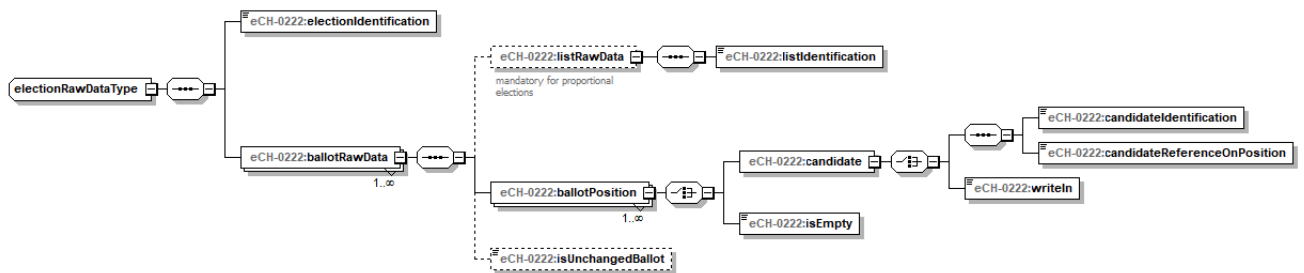 eCH-0222:electionIdentification
eCH-0222:listRawData
eCH-0222:listIdentification
mandatory for proportional
elections
electionRawDataType
eCH-0222:candidateIdentification
eCH-0222:candidateReferenceOnPosition
eCH-0222:ballotRawData
1..∞
eCH-0222:candidate
eCH-0222:writeIn
eCH-0222:ballotPosition
1..∞
eCH-0222:isEmpty
eCH-0222:isUnchangedBallot